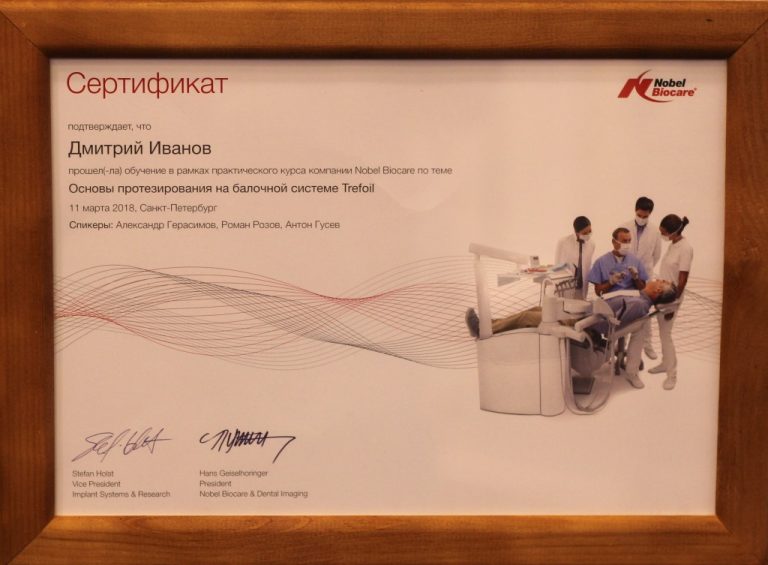 Сертификат
Nobel
Biocare®
подтверждает, что
Дмитрий Иванов
прошел(-ла) обучение в рамках практического курса компании Nobel Biocare по теме
Основы протезирования на балочной системе Trefoil
11 марта 2018, Санкт-Петербург
Спикеры: Александр Герасимов, Роман Розов, Антон Гусев
Stefan Holst
Vice President
Implant Systems & Research
Hans Geiselhöringer
President
Nobel Biocare & Dental Imaging